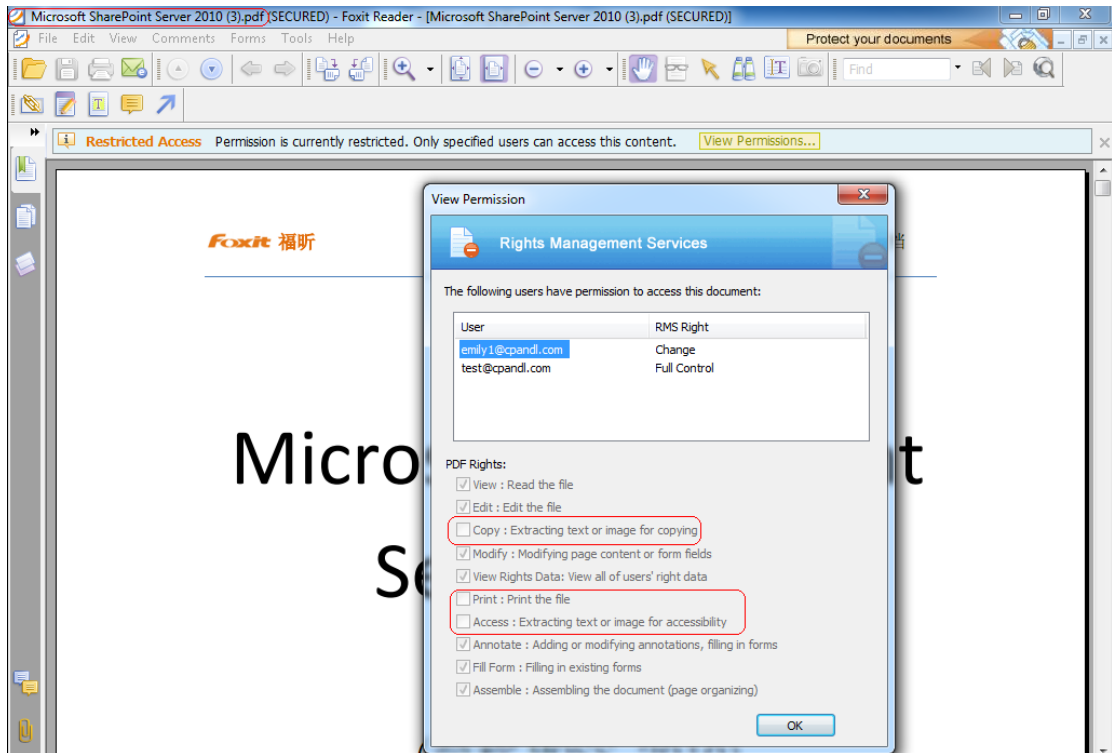 Microsoft SharePoint Server 2010 (3).pdf (SECURED) - Foxit Reader - [Microsoft SharePoint Server 2010 (3).pdf (SECURED)]
File Edit View Comments Forms Tools Help
Protect your documents
Find
Restricted Access Permission is currently restricted. Only specified users can access this content. View Permissions...
Foxit 福昕
档
Micro
t
Se
View Permission
Rights Management Services
The following users have permission to access this document:
User RMS Right
emily1@cpandl.com Change
test@cpandl.com Full Control
PDF Rights:
View : Read the file
Edit : Edit the file
Copy : Extracting text or image for copying
Modify : Modifying page content or form fields
View Rights Data: View all of users' right data
Print : Print the file
Access : Extracting text or image for accessibility
Annotate : Adding or modifying annotations, filling in forms
Fill Form : Filling in existing forms
Assemble : Assembling the document (page organizing)
OK